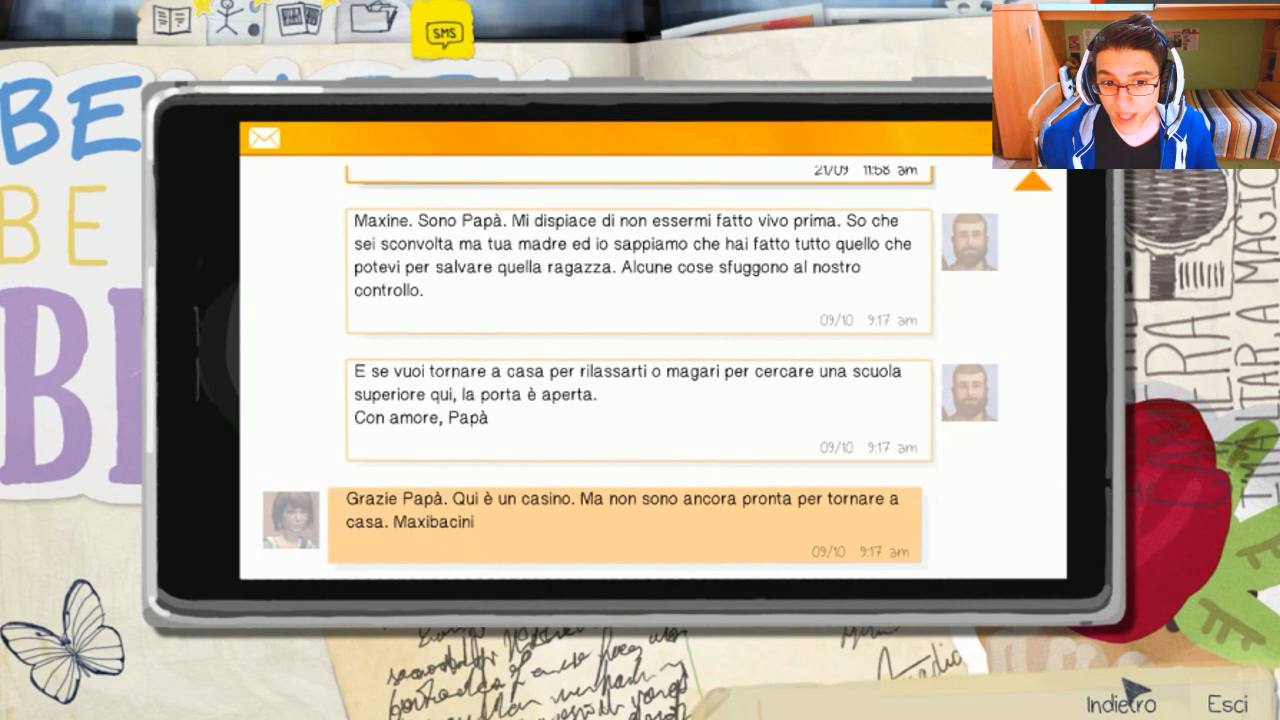 SMS
BE
BE
21/09 11:58 am
Maxine. Sono Papà. Mi dispiace di non essermi fatto vivo prima. So che
sei sconvolta ma tua madre ed io sappiamo che hai fatto tutto quello che
potevi per salvare quella ragazza. Alcune cose sfuggono al nostro
controllo.
09/10 9:17 am
E se vuoi tornare a casa per rilassarti o magari per cercare una scuola
superiore qui, la porta è aperta.
Con amore, Papà
09/10 9:17 am
Grazie Papà. Qui è un casino. Ma non sono ancora pronta per tornare a
casa. Maxibacini
09/10 9:17 am
Indietro Esci